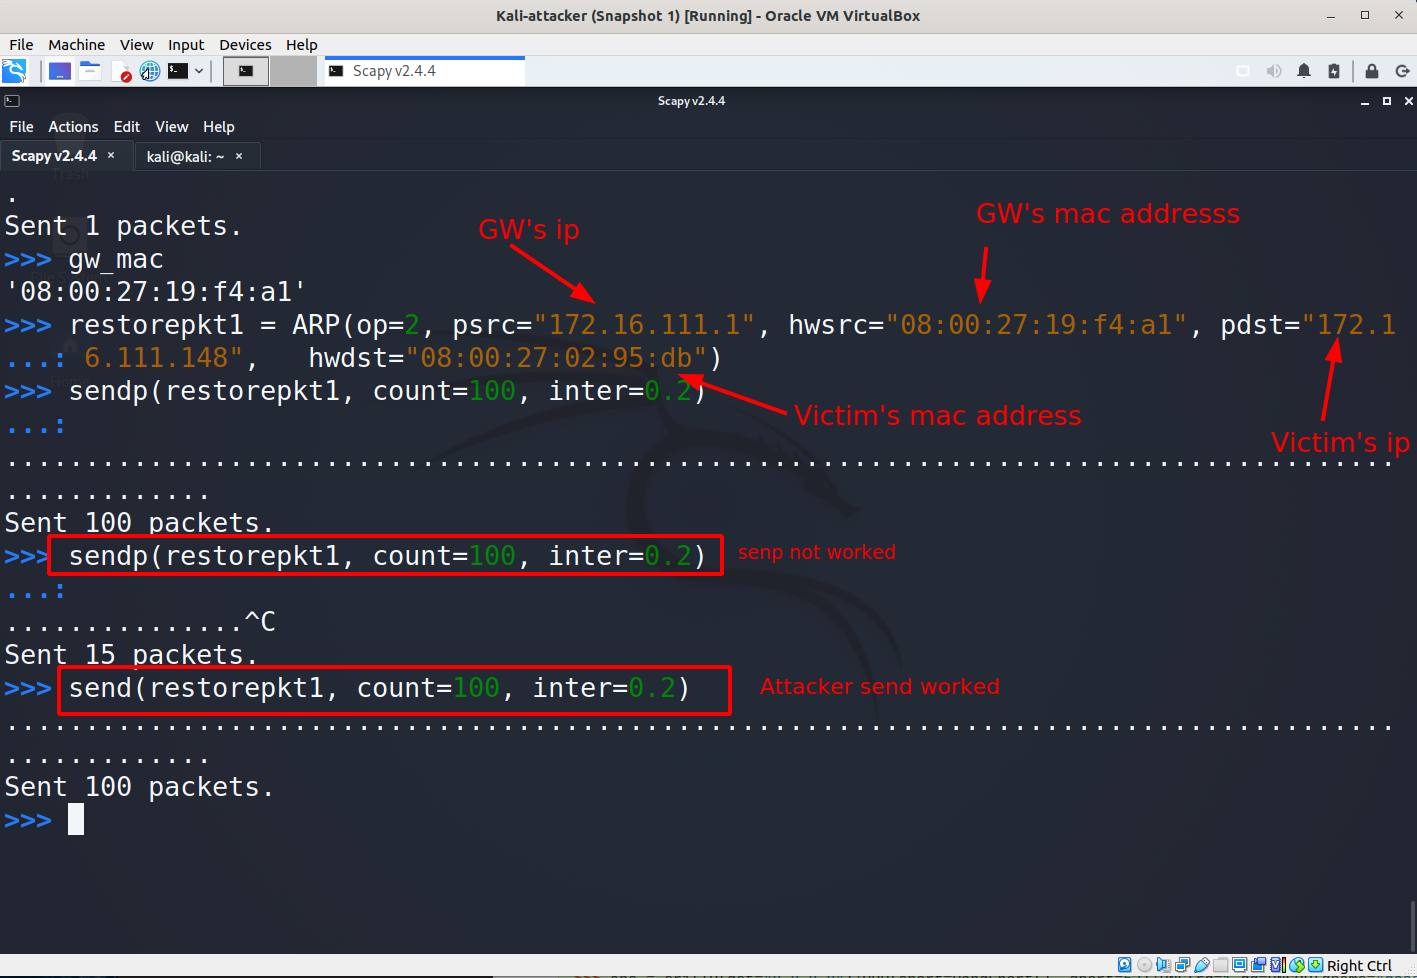 Kali-attacker (Snapshot 1) [Running] - Oracle VM VirtualBox
File Machine View Input Devices Help
Scapy v2.4.4
Scapy v2.4.4
File Actions Edit View Help
Scapy v2.4.4 × kali@kali: ~ ×
.
Sent 1 packets.
GW's ip
GW's mac addresss
>>> gw_mac
'08:00:27:19:f4:a1'
>>> restorepkt1 = ARP(op=2, psrc="172.16.111.1", hwsrc="08:00:27:19:f4:a1", pdst="172.1
...: 6.111.148", hwdst="08:00:27:02:95:db")
>>> sendp(restorepkt1, count=100, inter=0.2)
Victim's mac address
...:
Victim's ip
.......................................................................................
.............
Sent 100 packets.
>>> sendp(restorepkt1, count=100, inter=0.2)
senp not worked
...:
...............^C
Sent 15 packets.
>>> send(restorepkt1, count=100, inter=0.2)
Attacker send worked
.......................................................................................
.............
Sent 100 packets.
>>>
Right Ctrl